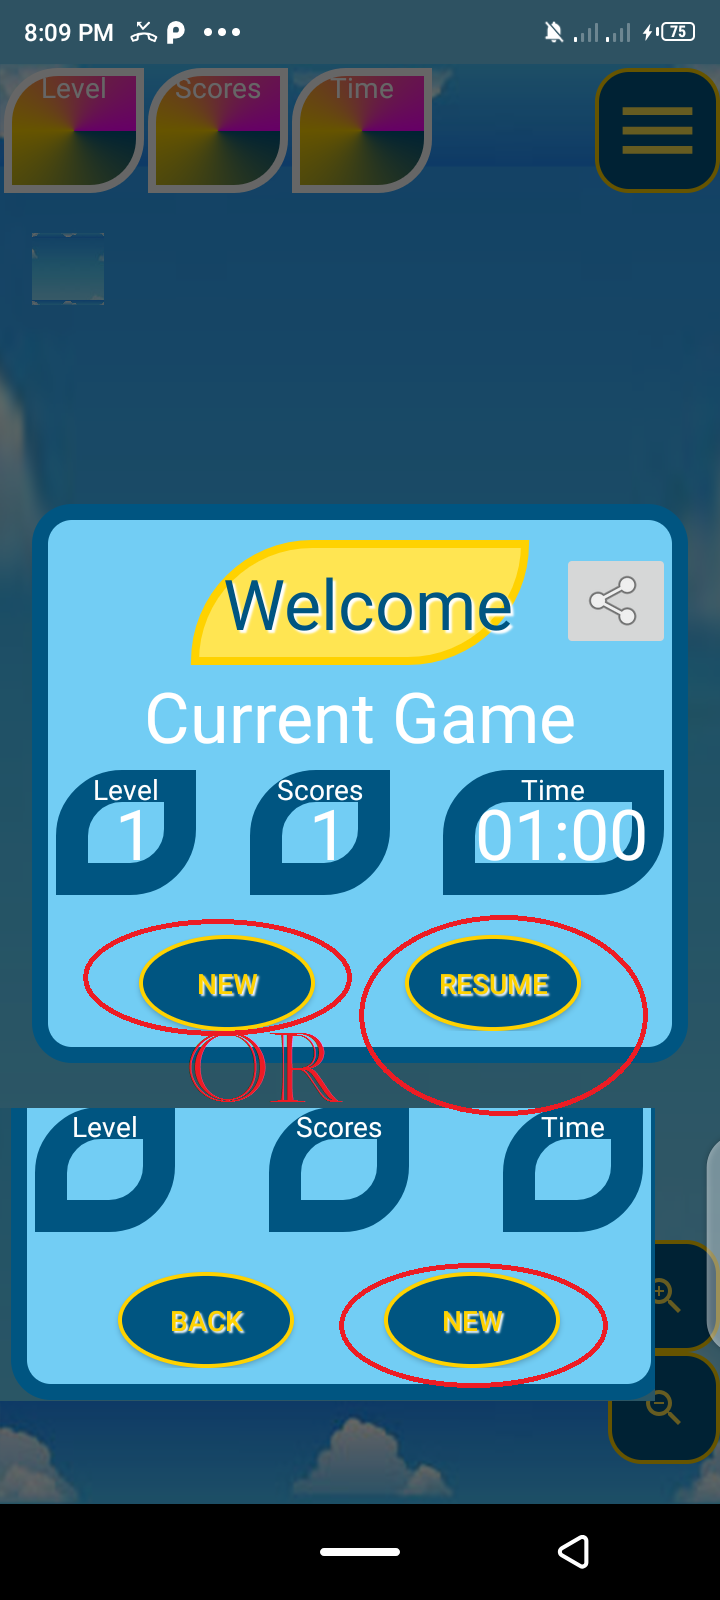 8:09 PM 75
Level Scores Time
Welcome
Current Game
Level Scores Time
1 1 01:00
NEW RESUME
OR
Level Scores Time
BACK NEW